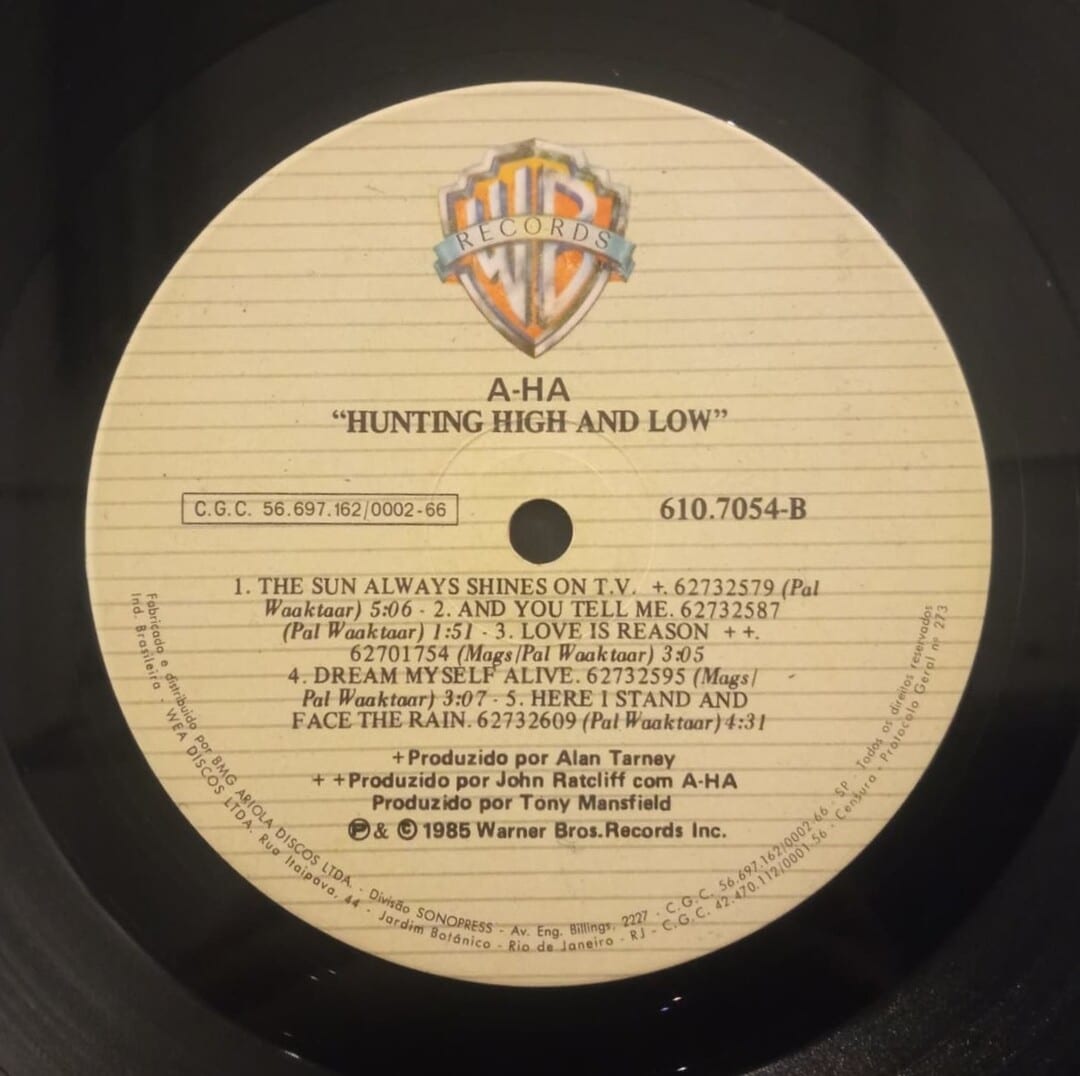 WB
RECORDS
A-HA
“HUNTING HIGH AND LOW”
C.G.C. 56.697.162/0002-66
610.7054-B
1. THE SUN ALWAYS SHINES ON T.V. +. 62732579 (Pal
Waaktaar) 5:06 - 2. AND YOU TELL ME. 62732587
(Pal Waaktaar) 1:51 - 3. LOVE IS REASON ++.
62701754 (Mags/Pal Waaktaar) 3:05
4. DREAM MYSELF ALIVE. 62732595 (Mags/
Pal Waaktaar) 3:07 - 5. HERE I STAND AND
FACE THE RAIN. 62732609 (Pal Waaktaar) 4:31
+Produzido por Alan Tarney
++Produzido por John Ratcliff com A-HA
Produzido por Tony Mansfield
℗ & © 1985 Warner Bros. Records Inc.
Fabricado e distribuido por BMG ARIOLA DISCOS LTDA. - Divisão SONOPRESS - Av. Eng. Billings, 2227 - C.G.C. 56.697.162/0002-66 - SP - Todos os direitos reservados
Ind. Brasileira - WEA DISCOS LTDA. Rua Itaipava, 44 - Jardim Botânico - Rio de Janeiro - RJ - C.G.C. 42.470.112/0001-56 - Censura - Protocolo Geral nº 273